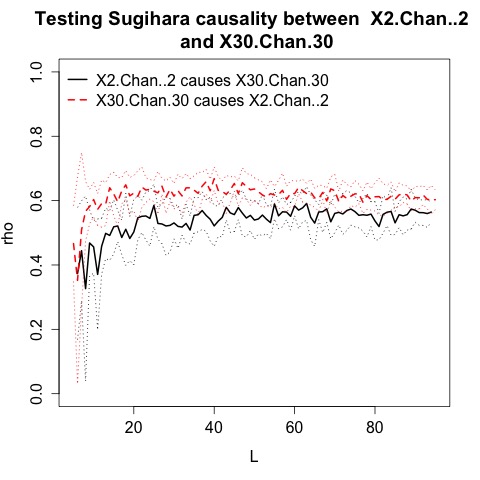 Testing Sugihara causality between  X2.Chan..2
and X30.Chan.30
X2.Chan..2 causes X30.Chan.30
X30.Chan.30 causes X2.Chan..2
1.0
0.8
0.6
0.4
0.2
0.0
rho
20 40 60 80
L